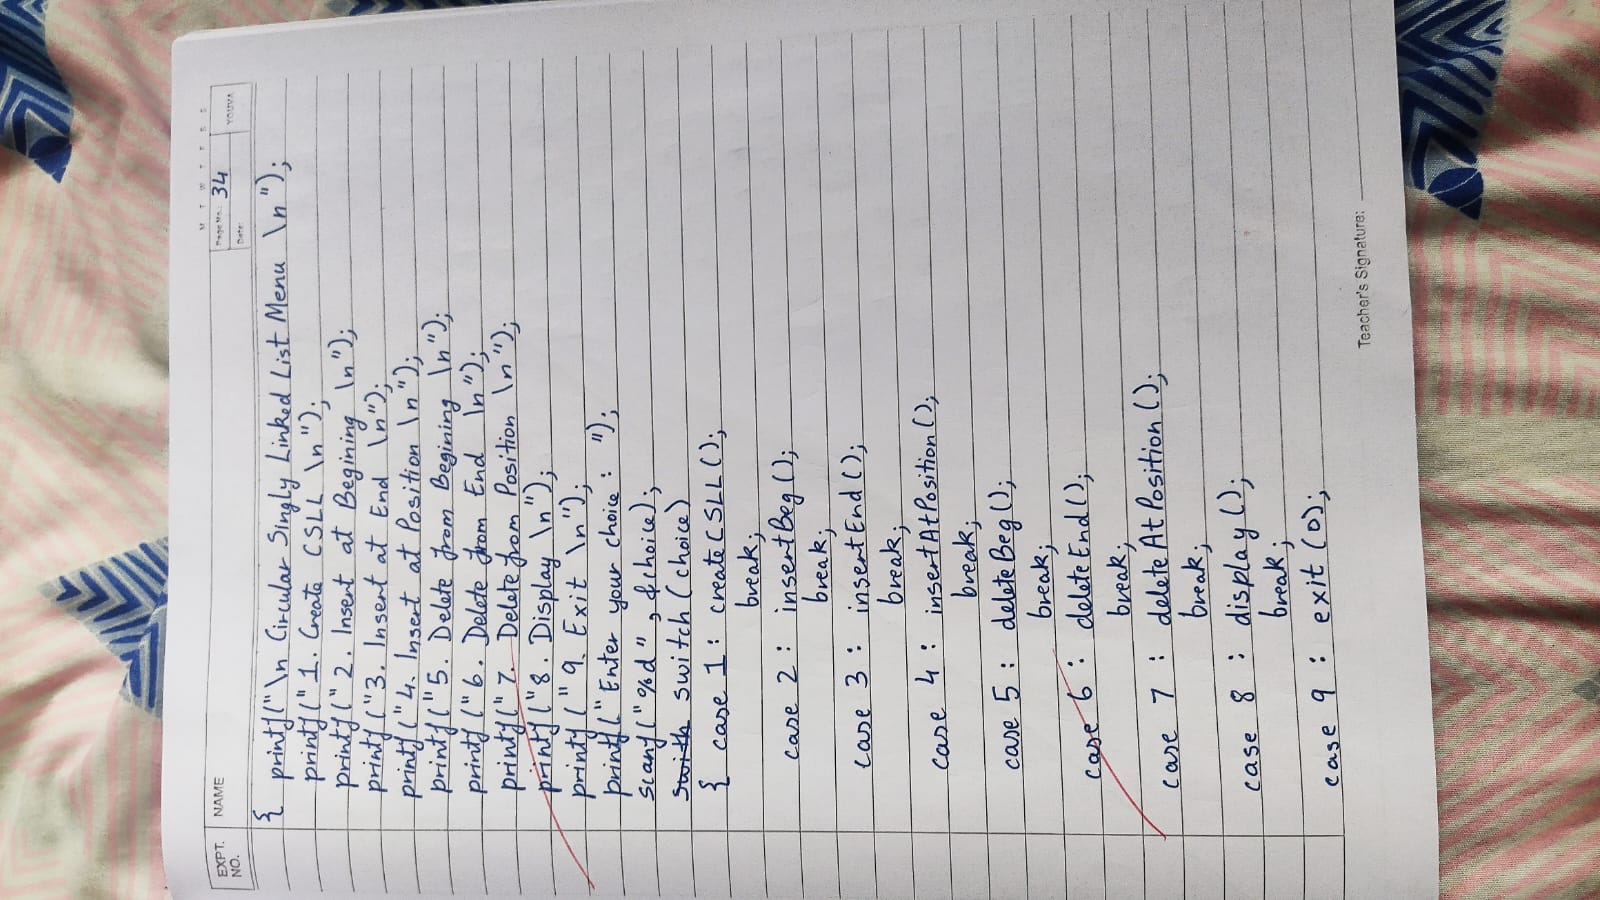 EXPT. NO.
NAME
M T W T F S S
Page No.: 34
Date:
YOUVA
{ printf("\n Circular Singly Linked List Menu \n");
printf(" 1. Create CSLL \n");
printf(" 2. Insert at Begining \n");
printf ("3. Insert at End \n");
printf ("4. Insert at Position \n");
printf("5. Delete from Begining \n");
printf ("6. Delete from End \n");
printf(" 7. Delete from Position \n");
printf("8. Display \n");
printf (" 9. Exit \n");
printf("Enter your choice : ");
scanf("%d", &choice);
swith switch (choice)
{ case 1 : createCSLL();
break;
case 2 : insertBeg();
break;
case 3 : insertEnd();
break;
case 4 : insertAtPosition();
break;
case 5 : deleteBeg();
break;
case 6 : deleteEnd();
break;
case 7 : deleteAtPosition();
break;
case 8 : display();
break;
case 9 : exit(0);
Teacher's Signature: